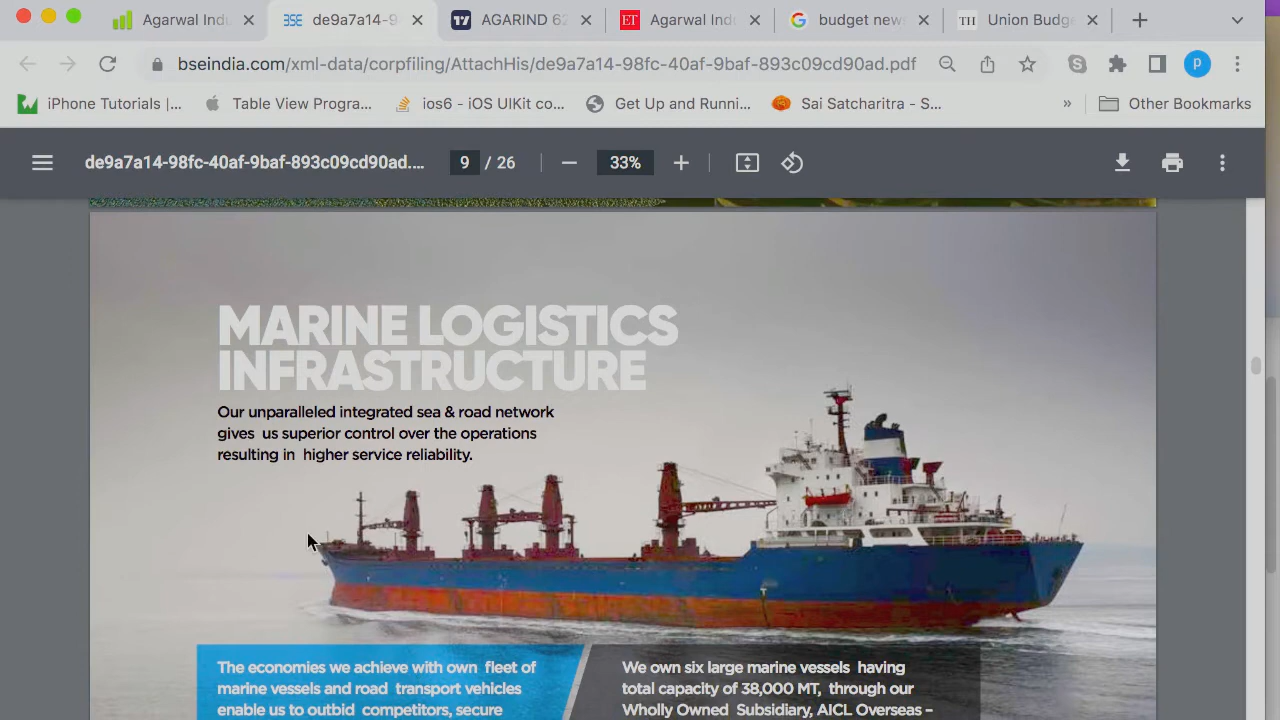 Agarwal Indu
de9a7a14-9
AGARIND 62
Agarwal Indu
budget news
Union Budge
bseindia.com/xml-data/corpfiling/AttachHis/de9a7a14-98fc-40af-9baf-893c09cd90ad.pdf
P
iPhone Tutorials |...
Table View Progra...
ios6 - iOS UIKit co...
Get Up and Runni...
Sai Satcharitra - S...
»
Other Bookmarks
de9a7a14-98fc-40af-9baf-893c09cd90ad....
9 / 26
33%
MARINE LOGISTICS
INFRASTRUCTURE
Our unparalleled integrated sea & road network
gives us superior control over the operations
resulting in higher service reliability.
The economies we achieve with own fleet of
marine vessels and road transport vehicles
enable us to outbid competitors, secure
We own six large marine vessels having
total capacity of 38,000 MT, through our
Wholly Owned Subsidiary, AICL Overseas –